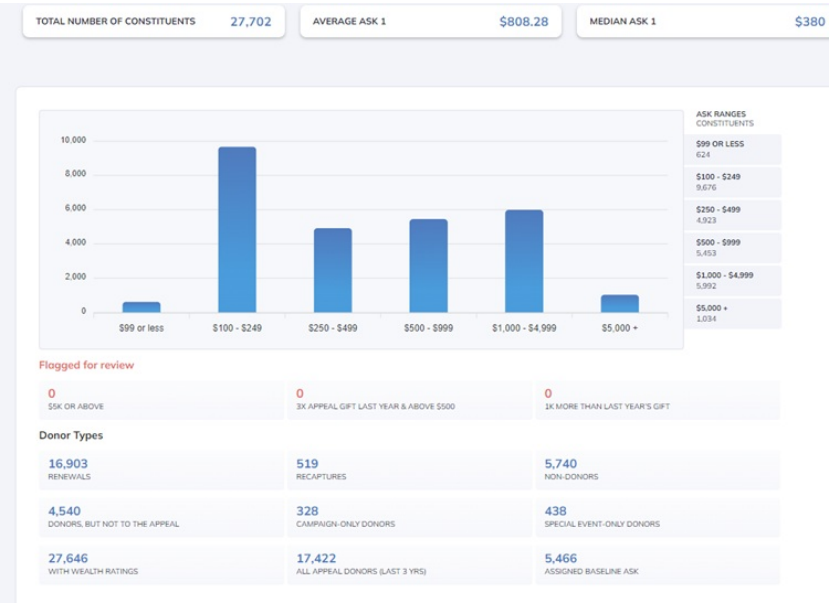 TOTAL NUMBER OF CONSTITUENTS 27,702 AVERAGE ASK 1 $808.28 MEDIAN ASK 1 $380
ASK RANGES
CONSTITUENTS
$99 OR LESS
624
$100 - $249
9,676
$250 - $499
4,923
$500 - $999
5,453
$1,000 - $4,999
5,992
$5,000 +
1,034
10,000
8,000
6,000
4,000
2,000
0
$99 or less $100 - $249 $250 - $499 $500 - $999 $1,000 - $4,999 $5,000 +
Flagged for review
0 0 0
$5K OR ABOVE 3X APPEAL GIFT LAST YEAR & ABOVE $500 1K MORE THAN LAST YEAR'S GIFT
Donor Types
16,903 519 5,740
RENEWALS RECAPTURES NON-DONORS
4,540 328 438
DONORS, BUT NOT TO THE APPEAL CAMPAIGN-ONLY DONORS SPECIAL EVENT-ONLY DONORS
27,646 17,422 5,466
WITH WEALTH RATINGS ALL APPEAL DONORS (LAST 3 YRS) ASSIGNED BASELINE ASK